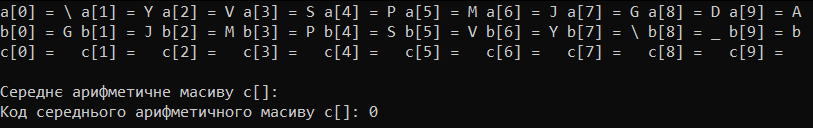 a[0] = \ a[1] = Y a[2] = V a[3] = S a[4] = P a[5] = M a[6] = J a[7] = G a[8] = D a[9] = A
b[0] = G b[1] = J b[2] = M b[3] = P b[4] = S b[5] = V b[6] = Y b[7] = \ b[8] = _ b[9] = b
c[0] =   c[1] =   c[2] =   c[3] =   c[4] =   c[5] =   c[6] =   c[7] =   c[8] =   c[9] =
Середнє арифметичне масиву c[]:
Код середнього арифметичного масиву c[]: 0